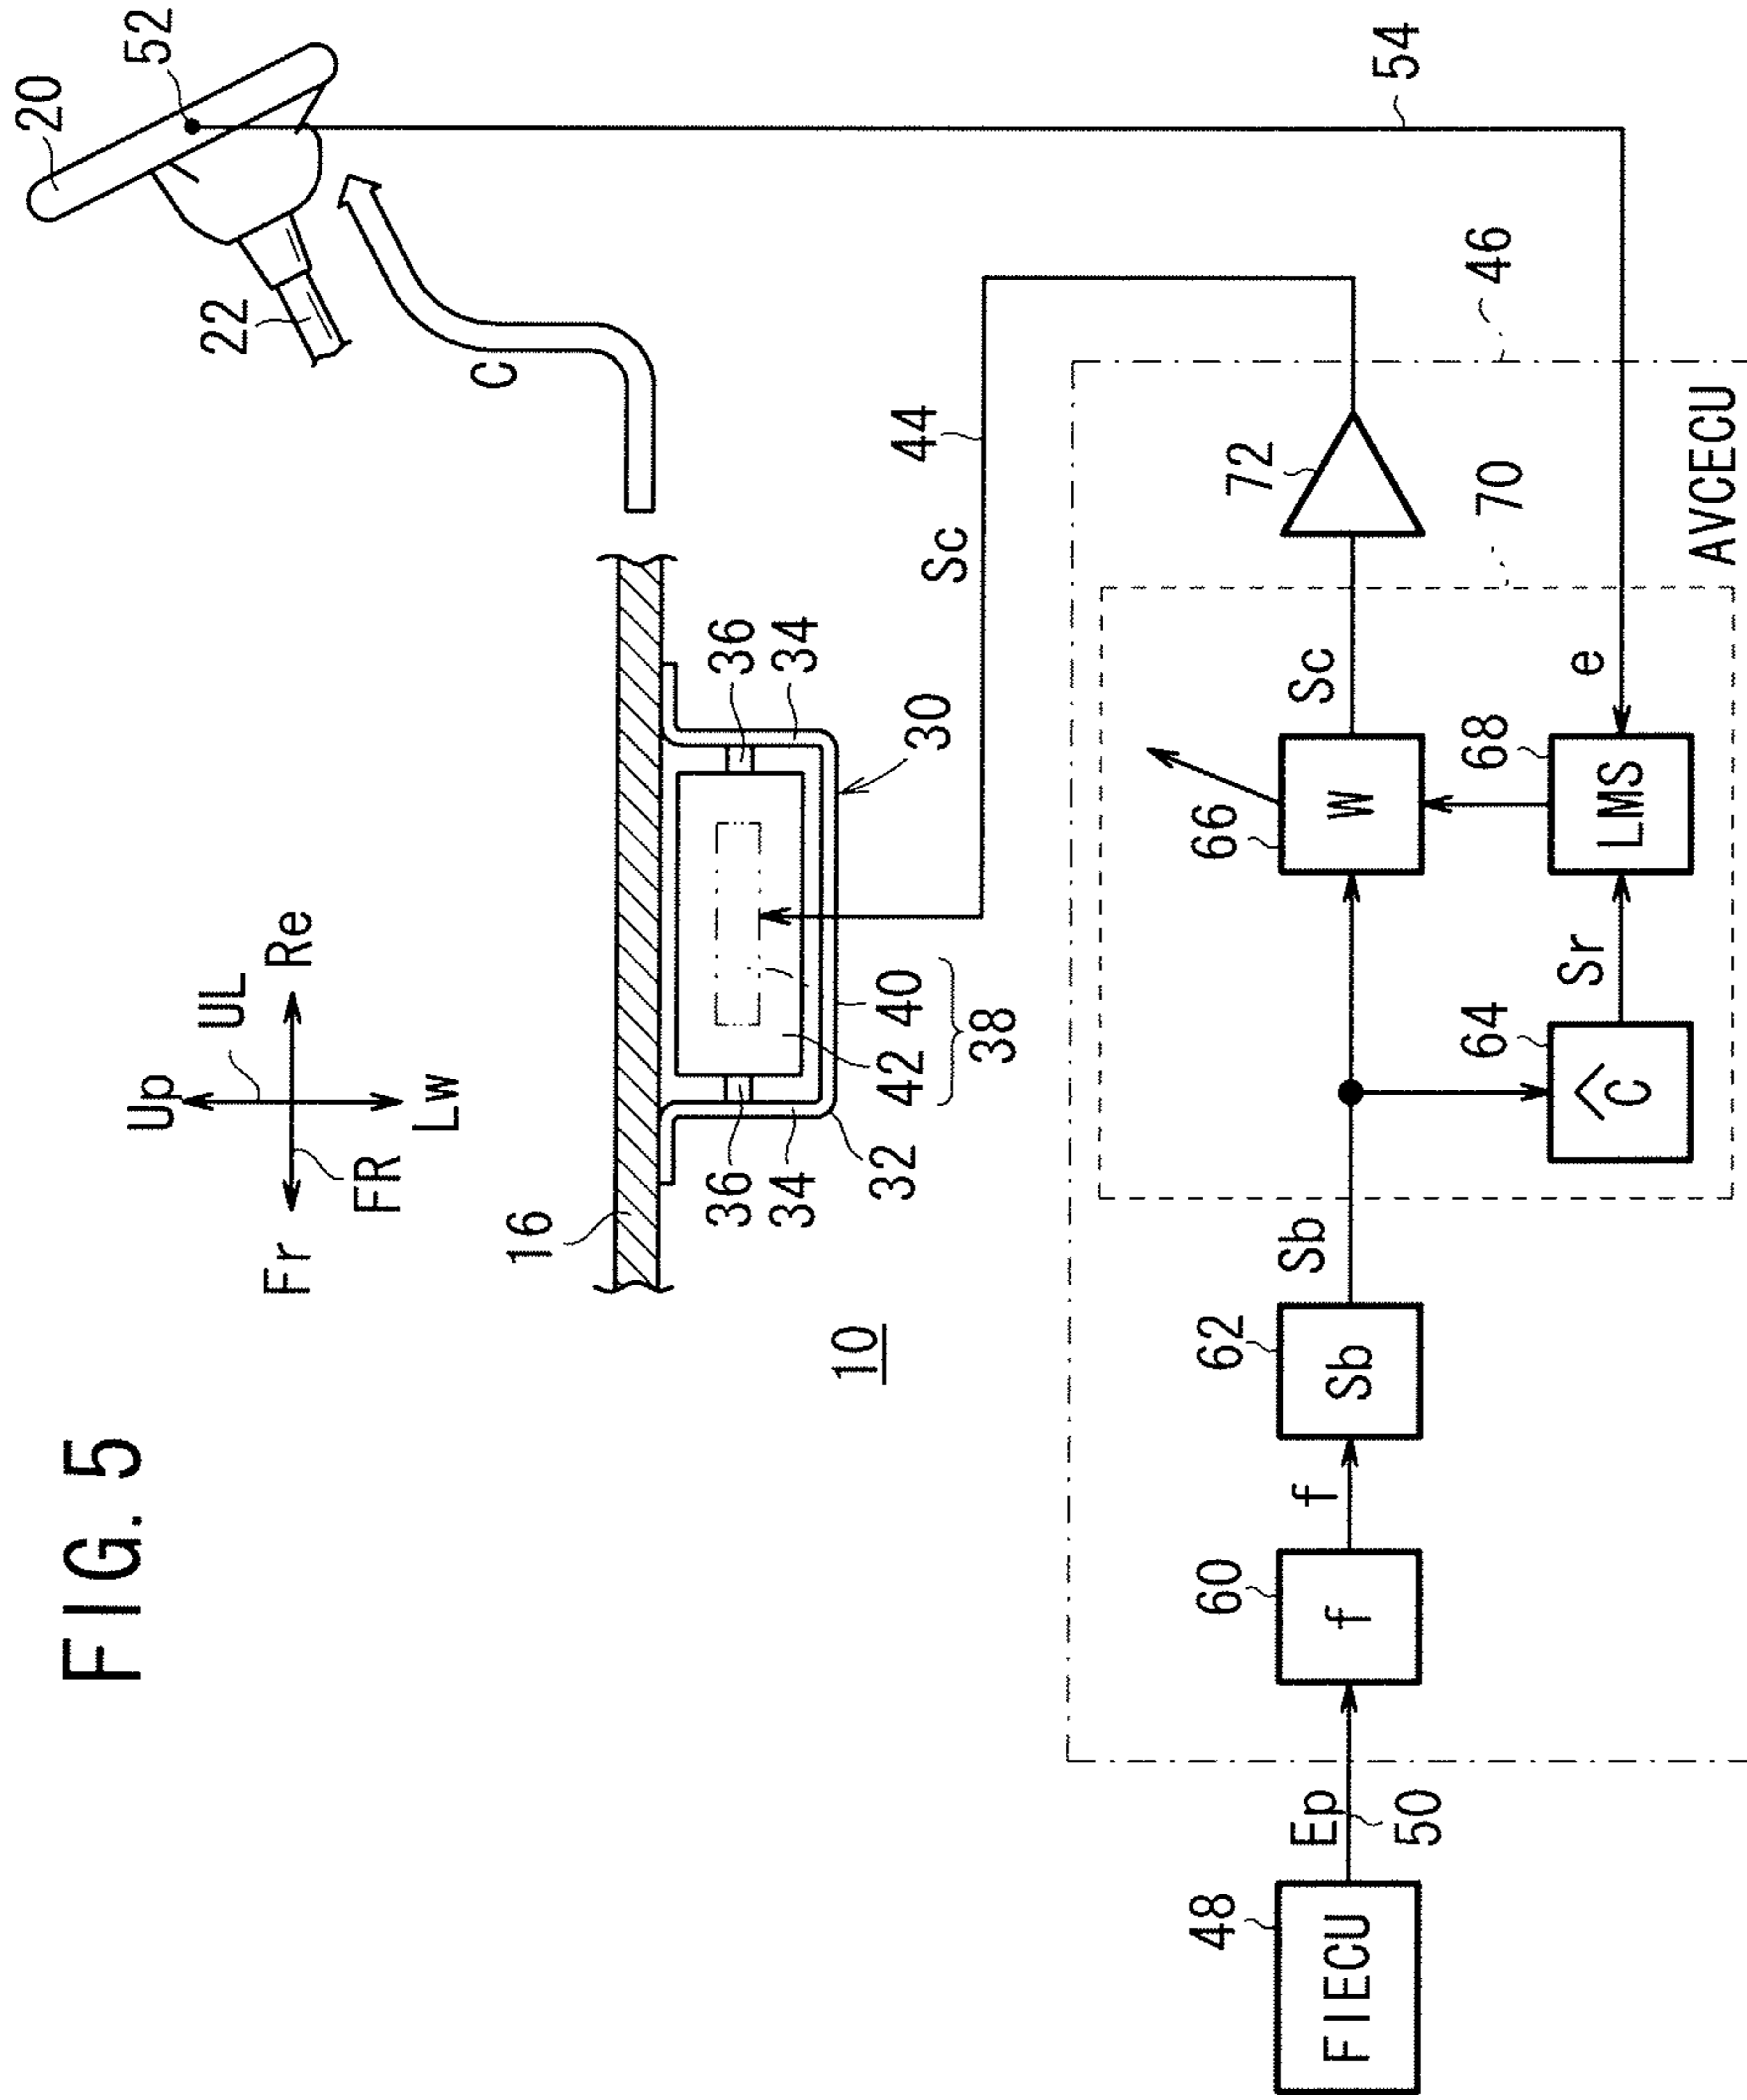 FIG. 5
Up
UL
Fr
Re
FR
Lw
20
52
22
C
54
16
10
36
34
32
42 40
38
36
34
30
Sc
44
46
48
FIECU
Ep
50
60
f
f
62
Sb
Sb
66
W
Sc
72
70
64
Ĉ
Sr
68
LMS
e
AVCECU